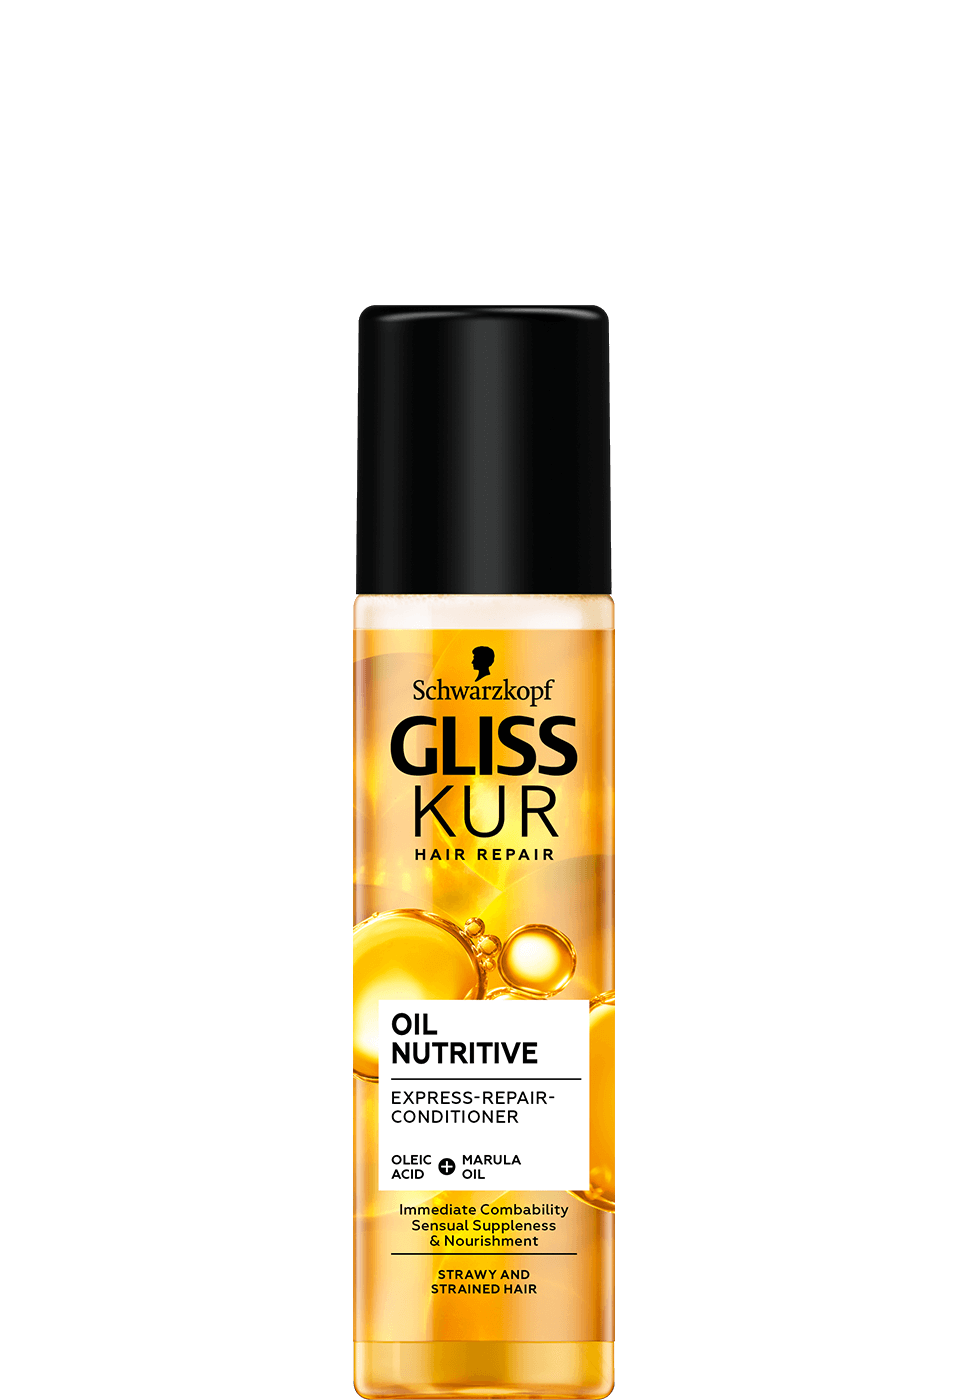 Schwarzkopf
GLISS
KUR
HAIR REPAIR
OIL
NUTRITIVE
EXPRESS-REPAIR-
CONDITIONER
OLEIC ACID + MARULA OIL
Immediate Combability
Sensual Suppleness
& Nourishment
STRAWY AND
STRAINED HAIR